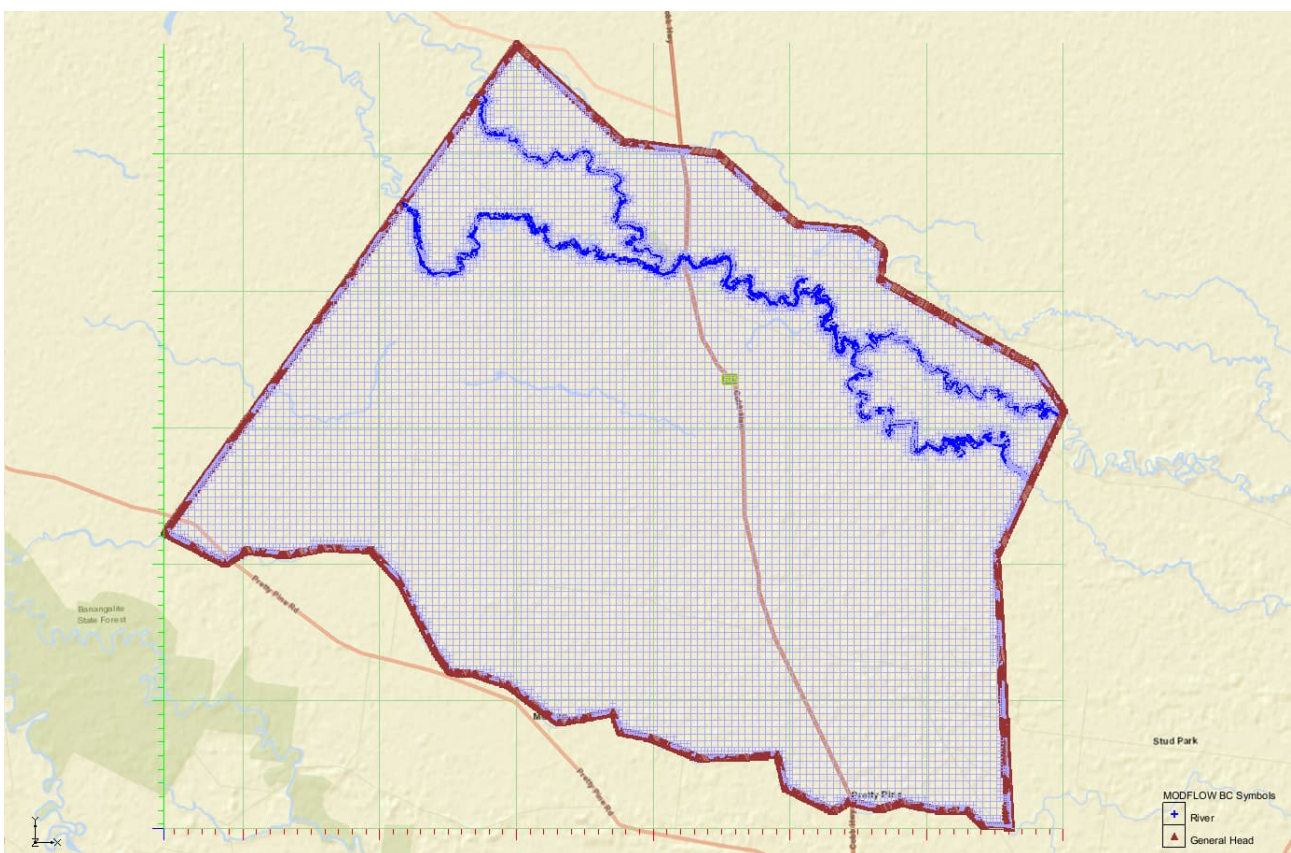 Pretty Pine Rd
Banangalite
State Forest
Pretty Pine Rd
Pretty Pine
Stud Park
MODFLOW BC Symbols
River
General Head
Y
Z
X